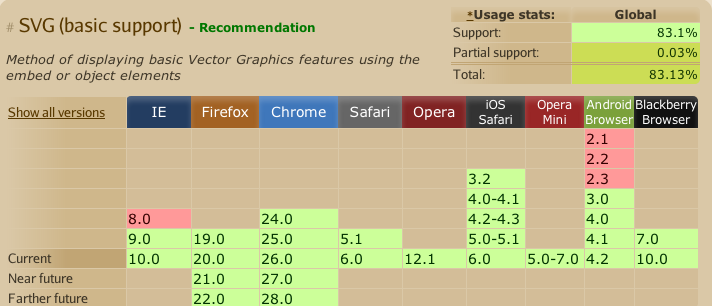 # SVG (basic support) - Recommendation
Method of displaying basic Vector Graphics features using the
embed or object elements
*Usage stats: Global
Support: 83.1%
Partial support: 0.03%
Total: 83.13%
Show all versions IE Firefox Chrome Safari Opera iOS Safari Opera Mini Android Browser Blackberry Browser
2.1
2.2
3.2 2.3
4.0-4.1 3.0
8.0 24.0 4.2-4.3 4.0
9.0 19.0 25.0 5.1 5.0-5.1 4.1 7.0
Current 10.0 20.0 26.0 6.0 12.1 6.0 5.0-7.0 4.2 10.0
Near future 21.0 27.0
Farther future 22.0 28.0